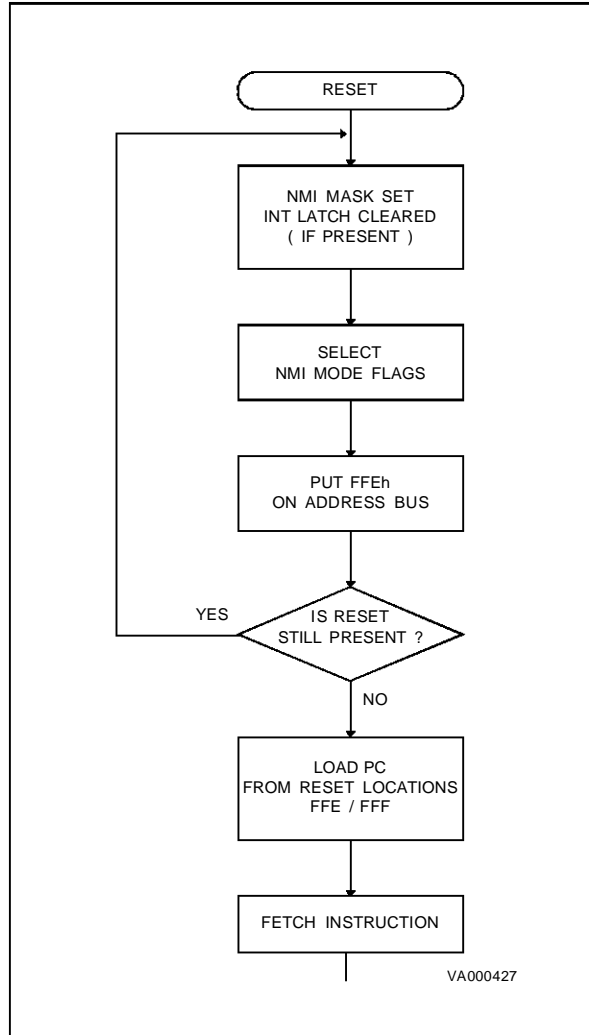 RESET
NMI MASK SET
INT LATCH CLEARED
( IF PRESENT )
SELECT
NMI MODE FLAGS
PUT FFEh
ON ADDRESS BUS
YES
IS RESET
STILL PRESENT ?
NO
LOAD PC
FROM RESET LOCATIONS
FFE / FFF
FETCH INSTRUCTION
VA000427